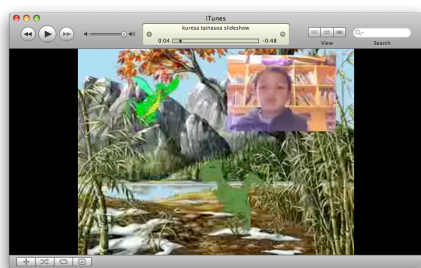 iTunes
kuresa tainasoa slideshow
0:04
-0:48
View
Search